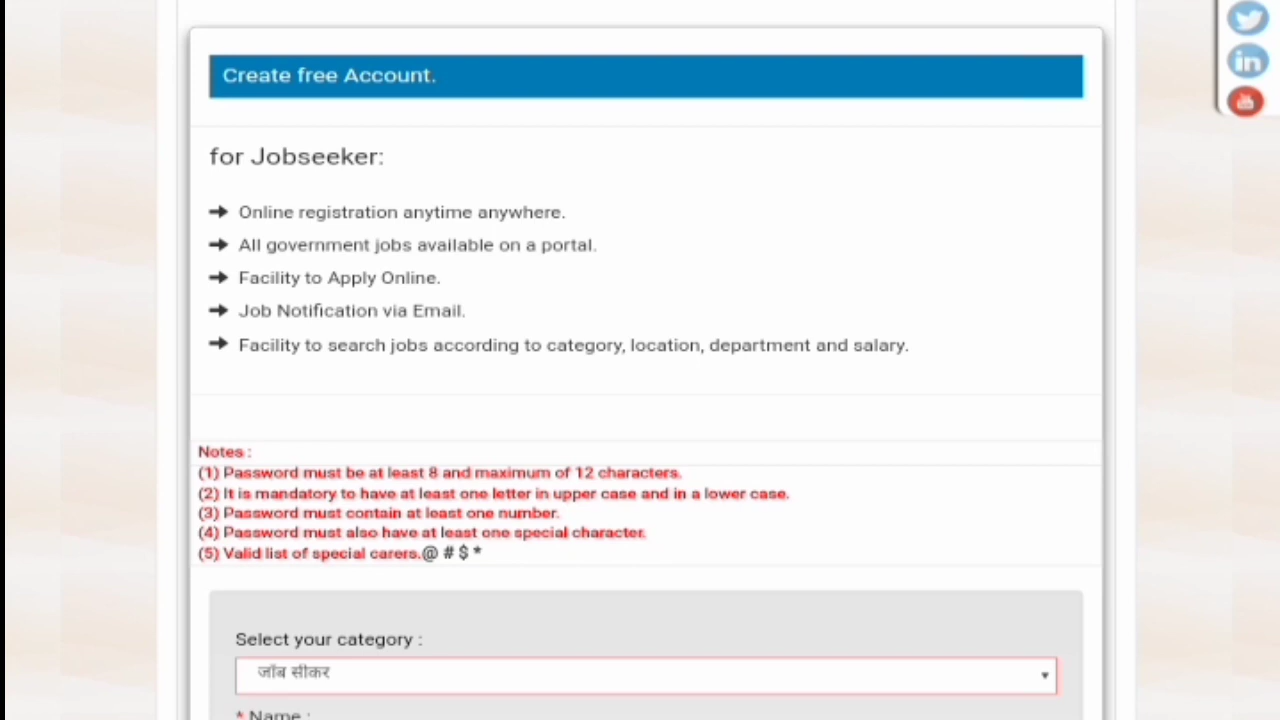 Create free Account.
for Jobseeker:
Online registration anytime anywhere.
All government jobs available on a portal.
Facility to Apply Online.
Job Notification via Email.
Facility to search jobs according to category, location, department and salary.
Notes :
(1) Password must be at least 8 and maximum of 12 characters.
(2) It is mandatory to have at least one letter in upper case and in a lower case.
(3) Password must contain at least one number.
(4) Password must also have at least one special character.
(5) Valid list of special carers.@ # $ *
Select your category :
जॉब सीकर
* Name :